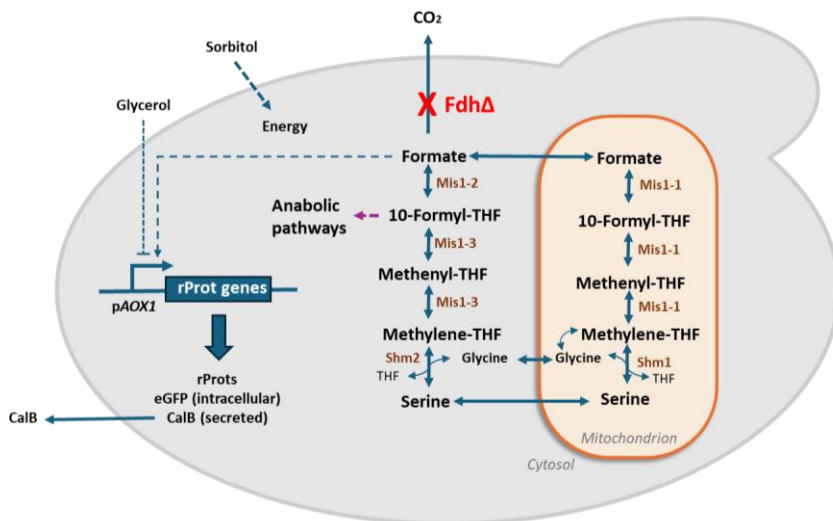 CO₂
Sorbitol
FdhΔ
Glycerol
Energy
Formate
Formate
Mis1-2
Mis1-1
Anabolic
pathways
10-Formyl-THF
10-Formyl-THF
Mis1-3
Mis1-1
Methenyl-THF
Methenyl-THF
rProt genes
pAOX1
Mis1-3
Mis1-1
Methylene-THF
Methylene-THF
Shm2
Glycine
Glycine
Shm1
THF
THF
rProts
eGFP (intracellular)
CalB (secreted)
CalB
Serine
Serine
Mitochondrion
Cytosol